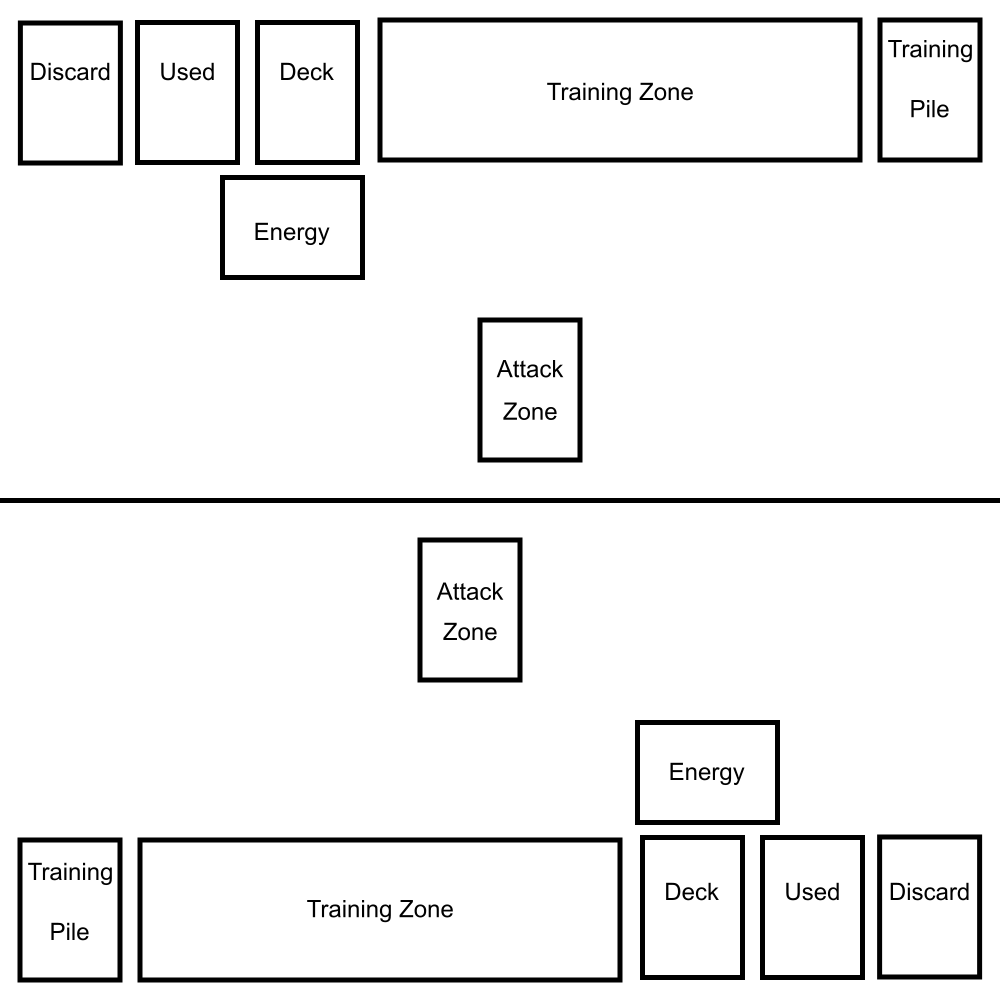 Discard
Used
Deck
Training Zone
Training
Pile
Energy
Attack
Zone
Attack
Zone
Energy
Training
Pile
Training Zone
Deck
Used
Discard